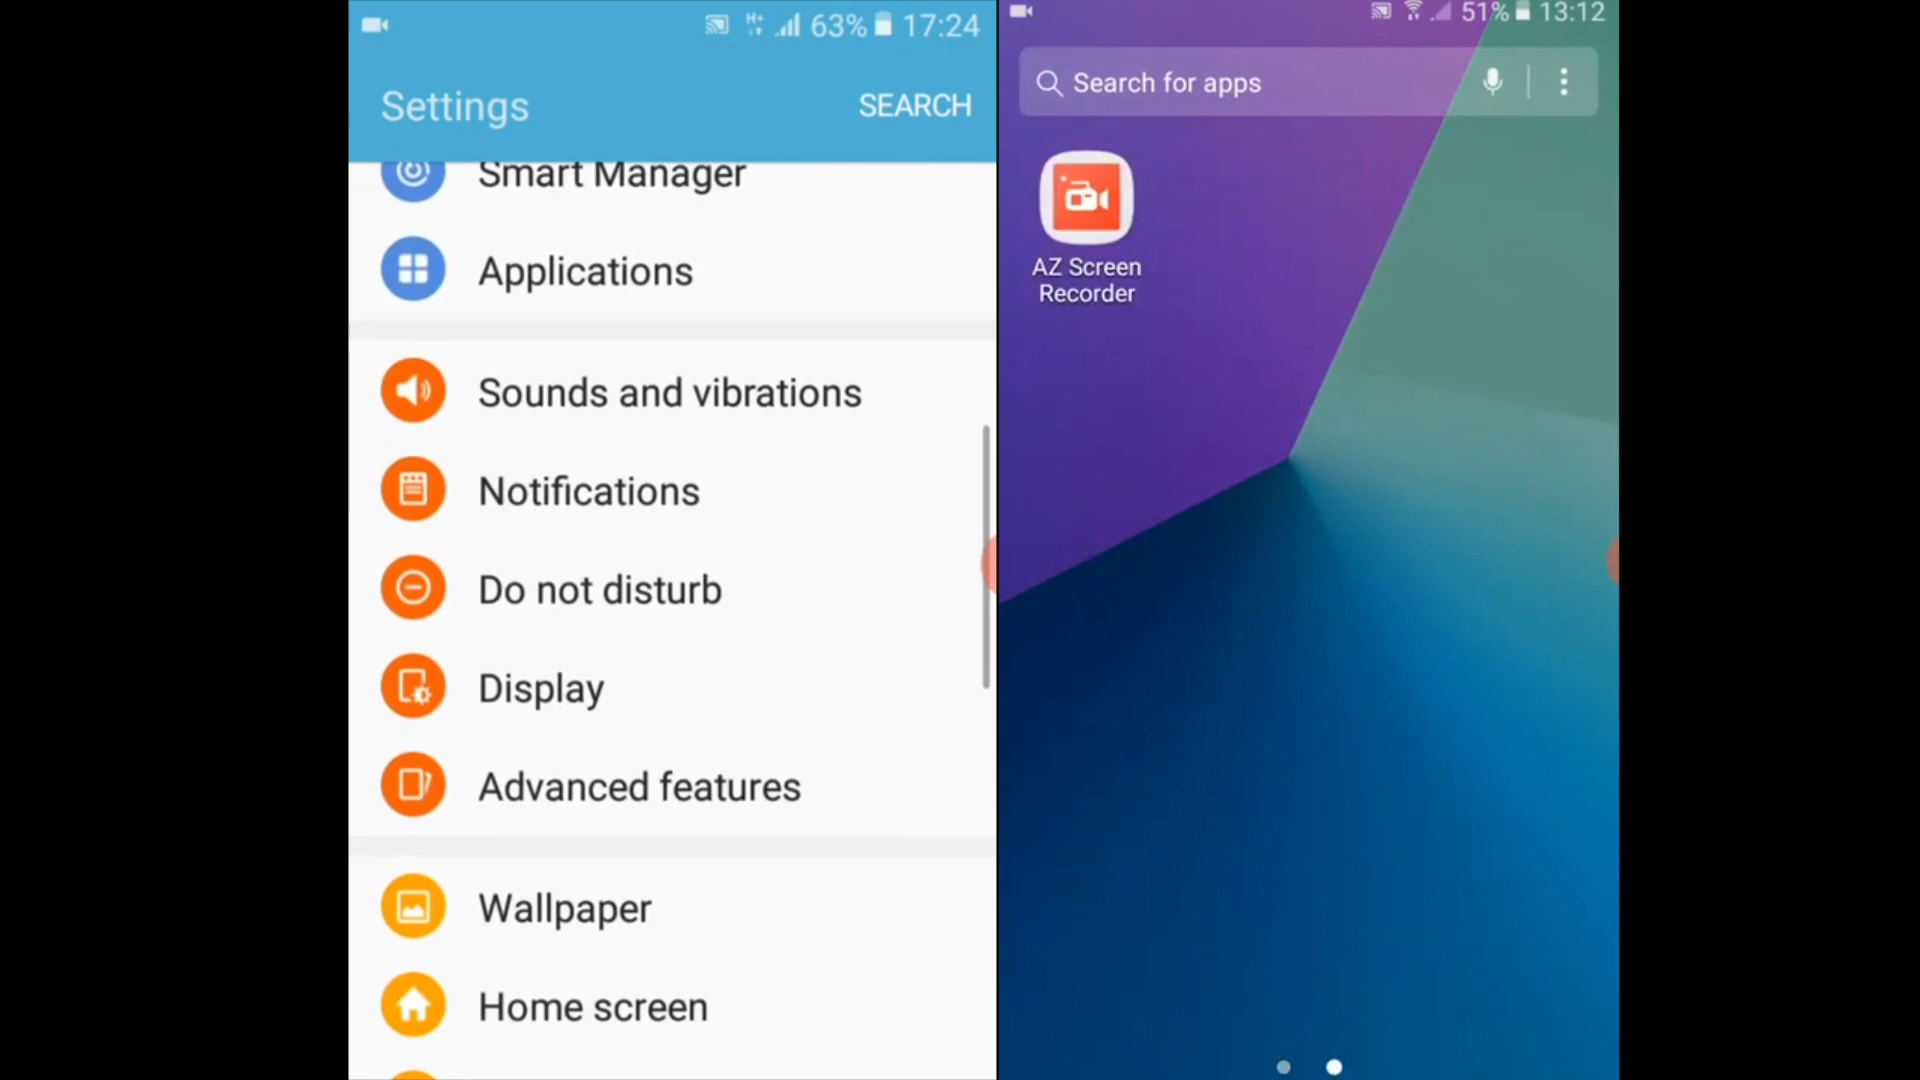 H+ 63% 17:24
Settings SEARCH
Smart Manager
Applications
Sounds and vibrations
Notifications
Do not disturb
Display
Advanced features
Wallpaper
Home screen
51% 13:12
Search for apps
AZ Screen
Recorder